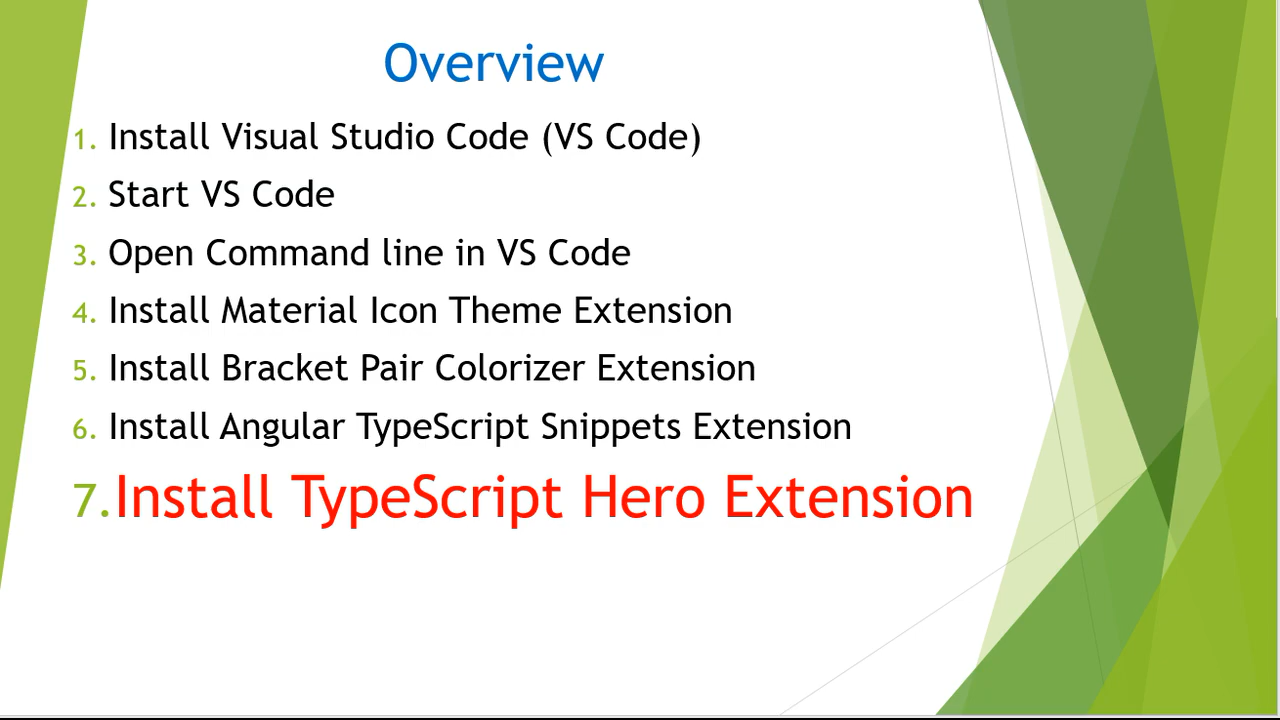 Overview
1. Install Visual Studio Code (VS Code)
2. Start VS Code
3. Open Command line in VS Code
4. Install Material Icon Theme Extension
5. Install Bracket Pair Colorizer Extension
6. Install Angular TypeScript Snippets Extension
7. Install TypeScript Hero Extension